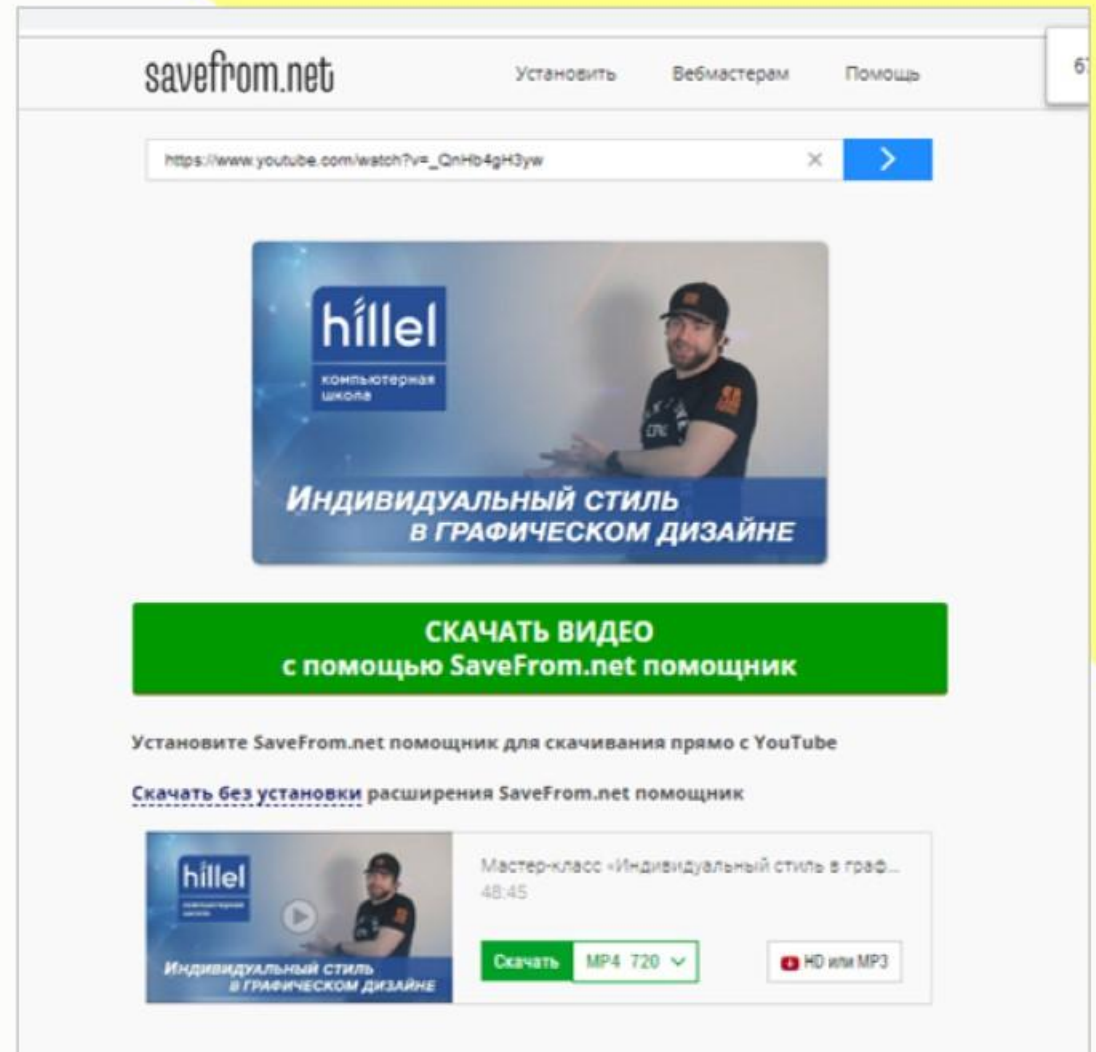 savefrom.net
Установить Вебмастерам Помощь
https://www.youtube.com/watch?v=_QnHb4gH3yw
hillel
компьютерная
школа
Индивидуальный стиль
в графическом дизайне
СКАЧАТЬ ВИДЕО
с помощью SaveFrom.net помощник
Установите SaveFrom.net помощник для скачивания прямо с YouTube
Скачать без установки расширения SaveFrom.net помощник
hillel
компьютерная
школа
Индивидуальный стиль
в графическом дизайне
Мастер-класс «Индивидуальный стиль в граф...
48:45
Скачать MP4 720
HD или MP3